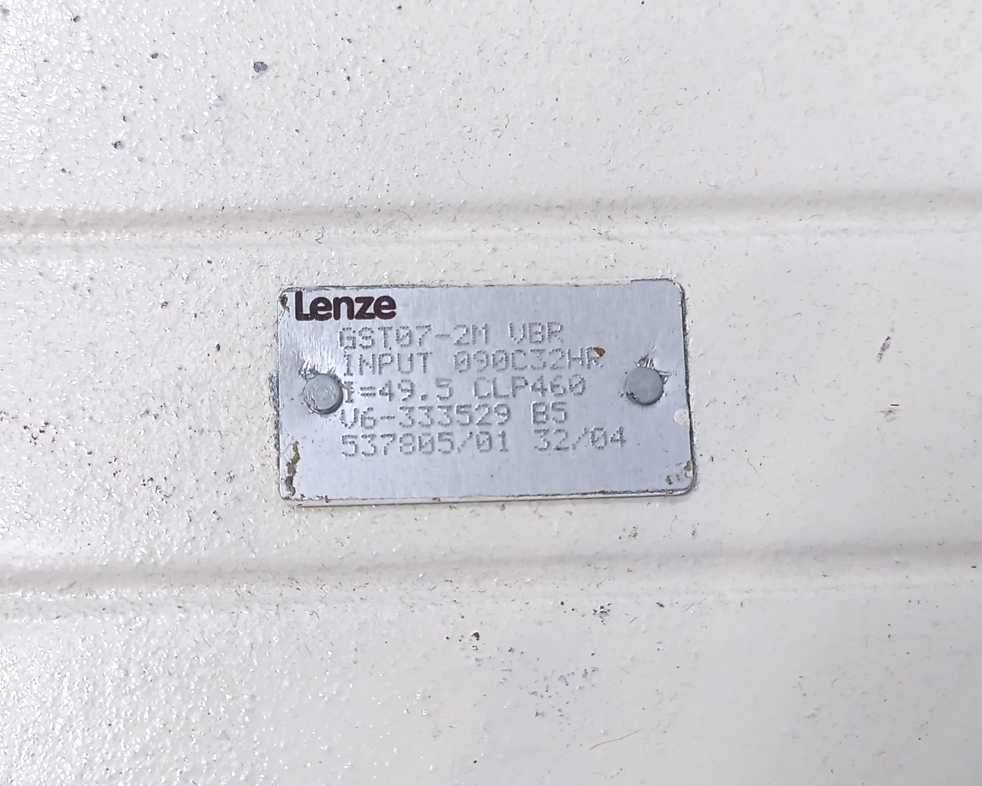 Lenze
GST07-2M VBR
INPUT 090C32HR
I=49.5 CLP460
V6-333529 B5
537805/01 32/04